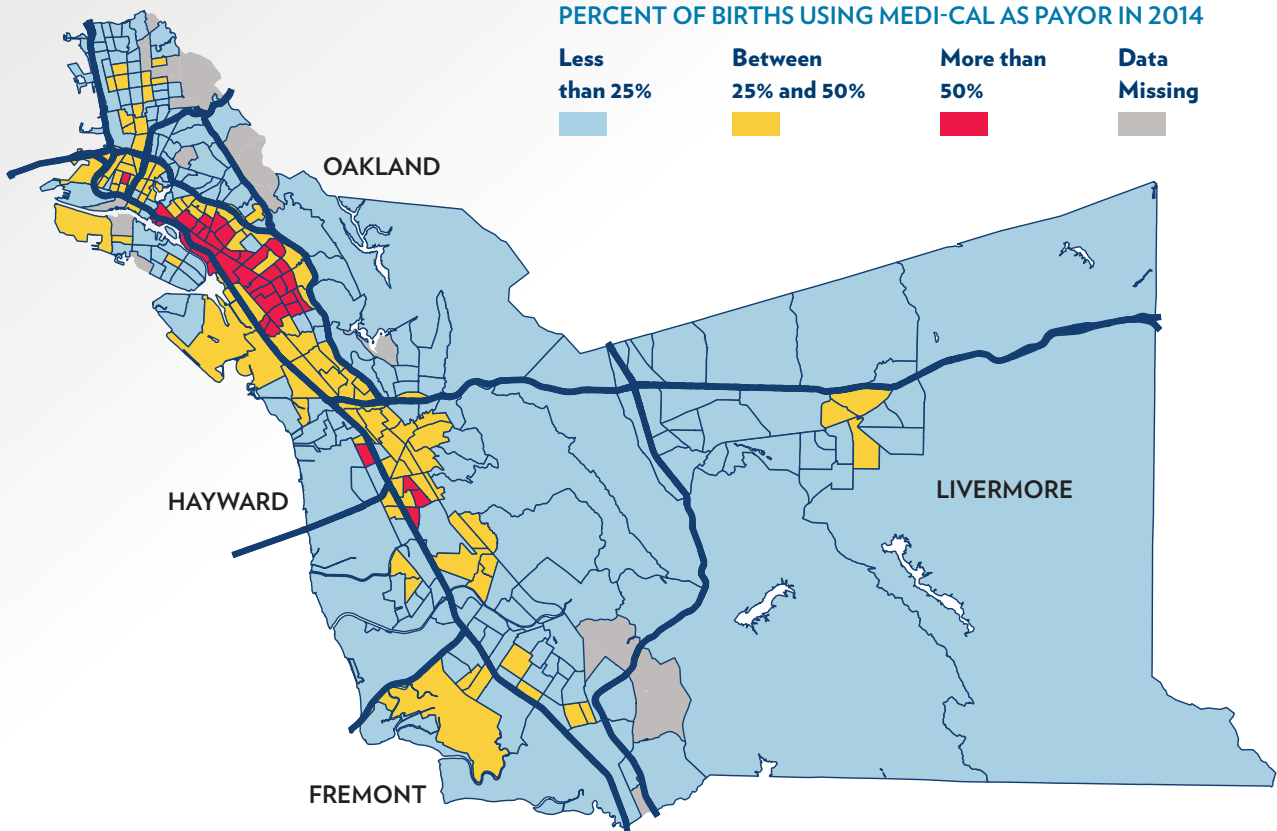 PERCENT OF BIRTHS USING MEDI-CAL AS PAYOR IN 2014
Less
than 25%
Between
25% and 50%
More than
50%
Data
Missing
OAKLAND
HAYWARD
LIVERMORE
FREMONT